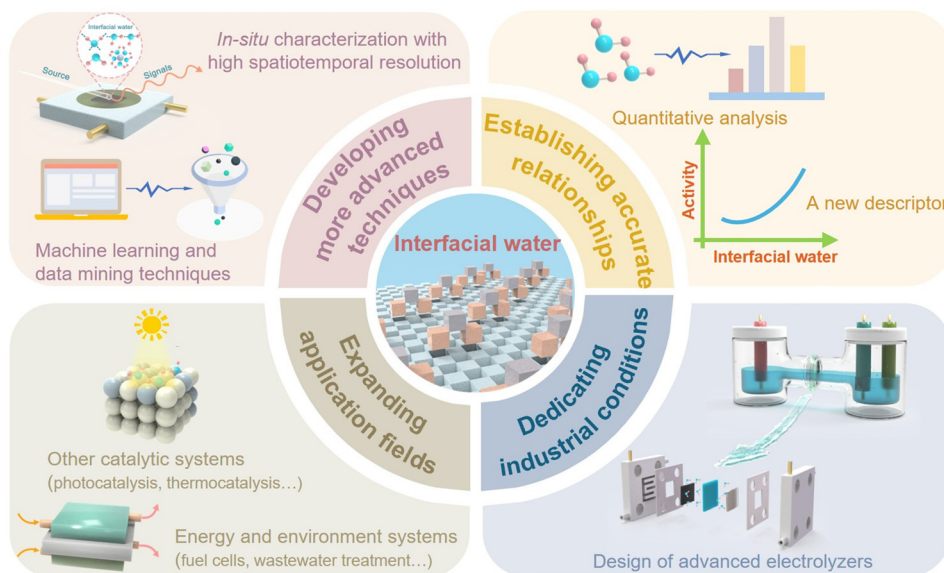 Interfacial water
Source
Signals
In-situ characterization with
high spatiotemporal resolution
Machine learning and
data mining techniques
Developing
more advanced
techniques
Establishing accurate
relationships
Quantitative analysis
Activity
A new descriptor
Interfacial water
Interfacial water
Expanding
application fields
Dedicating
industrial conditions
Other catalytic systems
(photocatalysis, thermocatalysis...)
Energy and environment systems
(fuel cells, wastewater treatment...)
Design of advanced electrolyzers